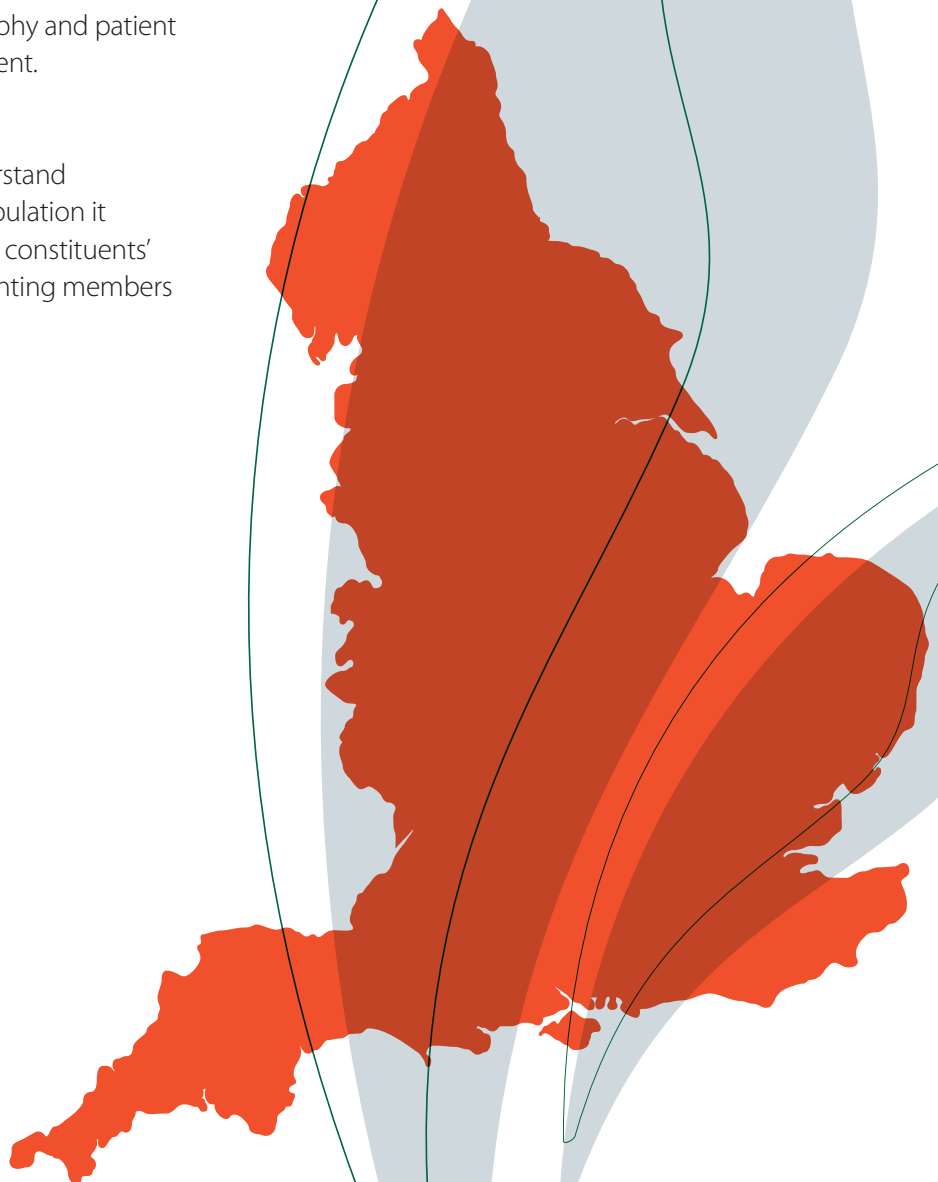 phy and patient
ent.
rstand
pulation it
constituents’
nting members